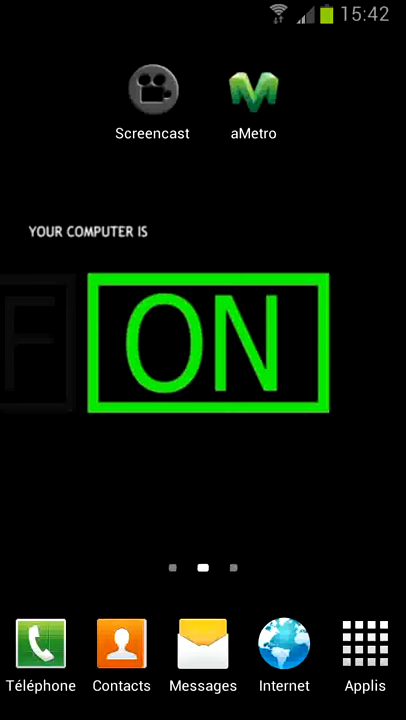 15:42
Screencast
aMetro
YOUR COMPUTER IS
F
ON
Téléphone
Contacts
Messages
Internet
Applis